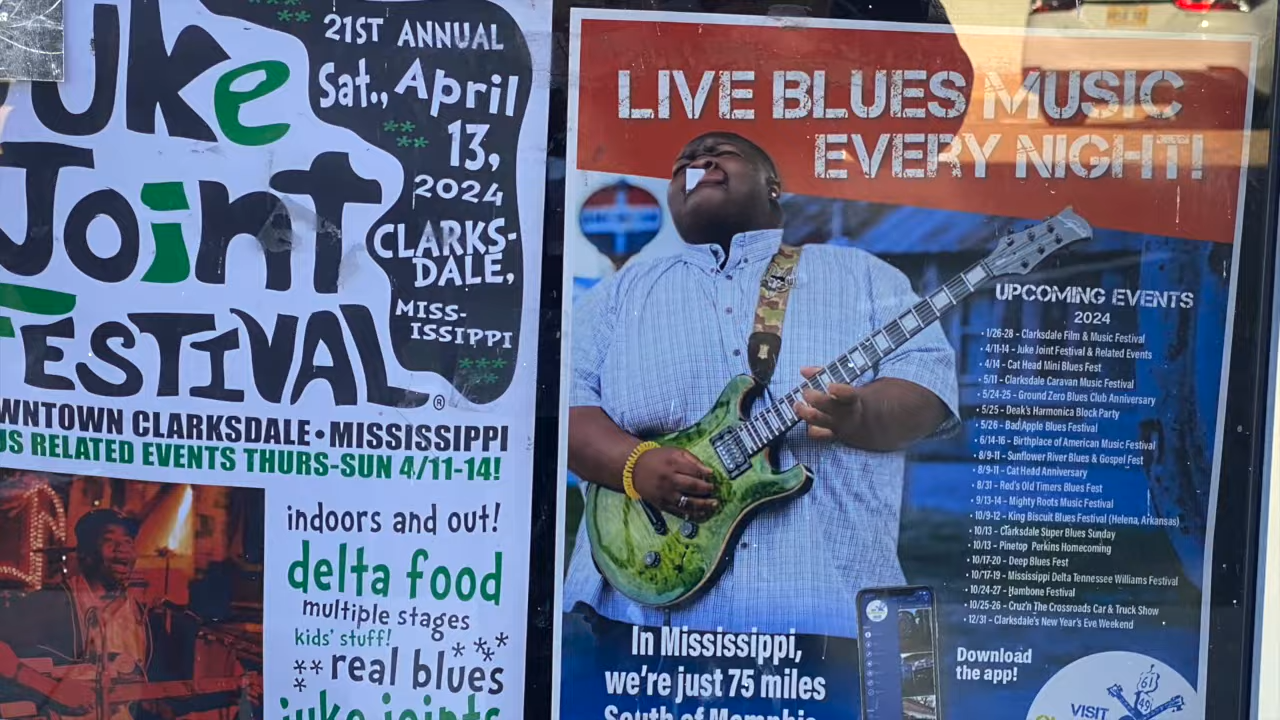 Juke
Joint
FESTIVAL®
21ST ANNUAL
Sat., April
13,
2024
CLARKS-
DALE,
MISS-
ISSIPPI
WNTOWN CLARKSDALE • MISSISSIPPI
US RELATED EVENTS THURS-SUN 4/11-14!
indoors and out!
delta food
multiple stages
kids' stuff!
real blues
juke joints
LIVE BLUES MUSIC
EVERY NIGHT!
UPCOMING EVENTS
2024
• 1/26-28 – Clarksdale Film & Music Festival
• 4/11-14 – Juke Joint Festival & Related Events
• 4/14 – Cat Head Mini Blues Fest
• 5/11 – Clarksdale Caravan Music Festival
• 5/24-25 – Ground Zero Blues Club Anniversary
• 5/25 – Deak's Harmonica Block Party
• 5/26 – Bad Apple Blues Festival
• 6/14-16 – Birthplace of American Music Festival
• 8/9-11 – Sunflower River Blues & Gospel Fest
• 8/9-11 – Cat Head Anniversary
• 8/31 – Red's Old Timers Blues Fest
• 9/13-14 – Mighty Roots Music Festival
• 10/9-12 – King Biscuit Blues Festival (Helena, Arkansas)
• 10/13 – Clarksdale Super Blues Sunday
• 10/13 – Pinetop Perkins Homecoming
• 10/17-20 – Deep Blues Fest
• 10/17-19 – Mississippi Delta Tennessee Williams Festival
• 10/24-27 – Hambone Festival
• 10/25-26 – Cruz'n The Crossroads Car & Truck Show
• 12/31 – Clarksdale's New Year's Eve Weekend
In Mississippi,
we're just 75 miles
South of Memphis
Download
the app!
61
49
VISIT